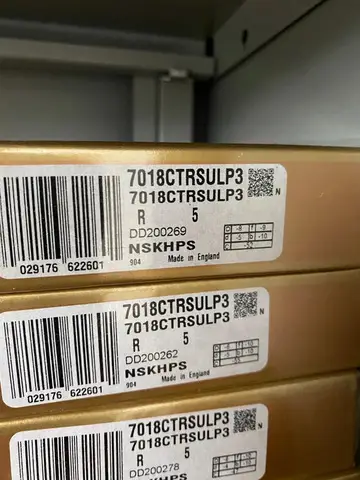 7018CTRSULP3
7018CTRSULP3
R 5
DD200269
NSKHPS
904 Made in England
029176 622601
N
7018CTRSULP3
7018CTRSULP3
R 5
DD200262
NSKHPS
904 Made in England
029176 622601
N
7018CTRSULP3
7018CTRSULP3
R 5
DD200278
N